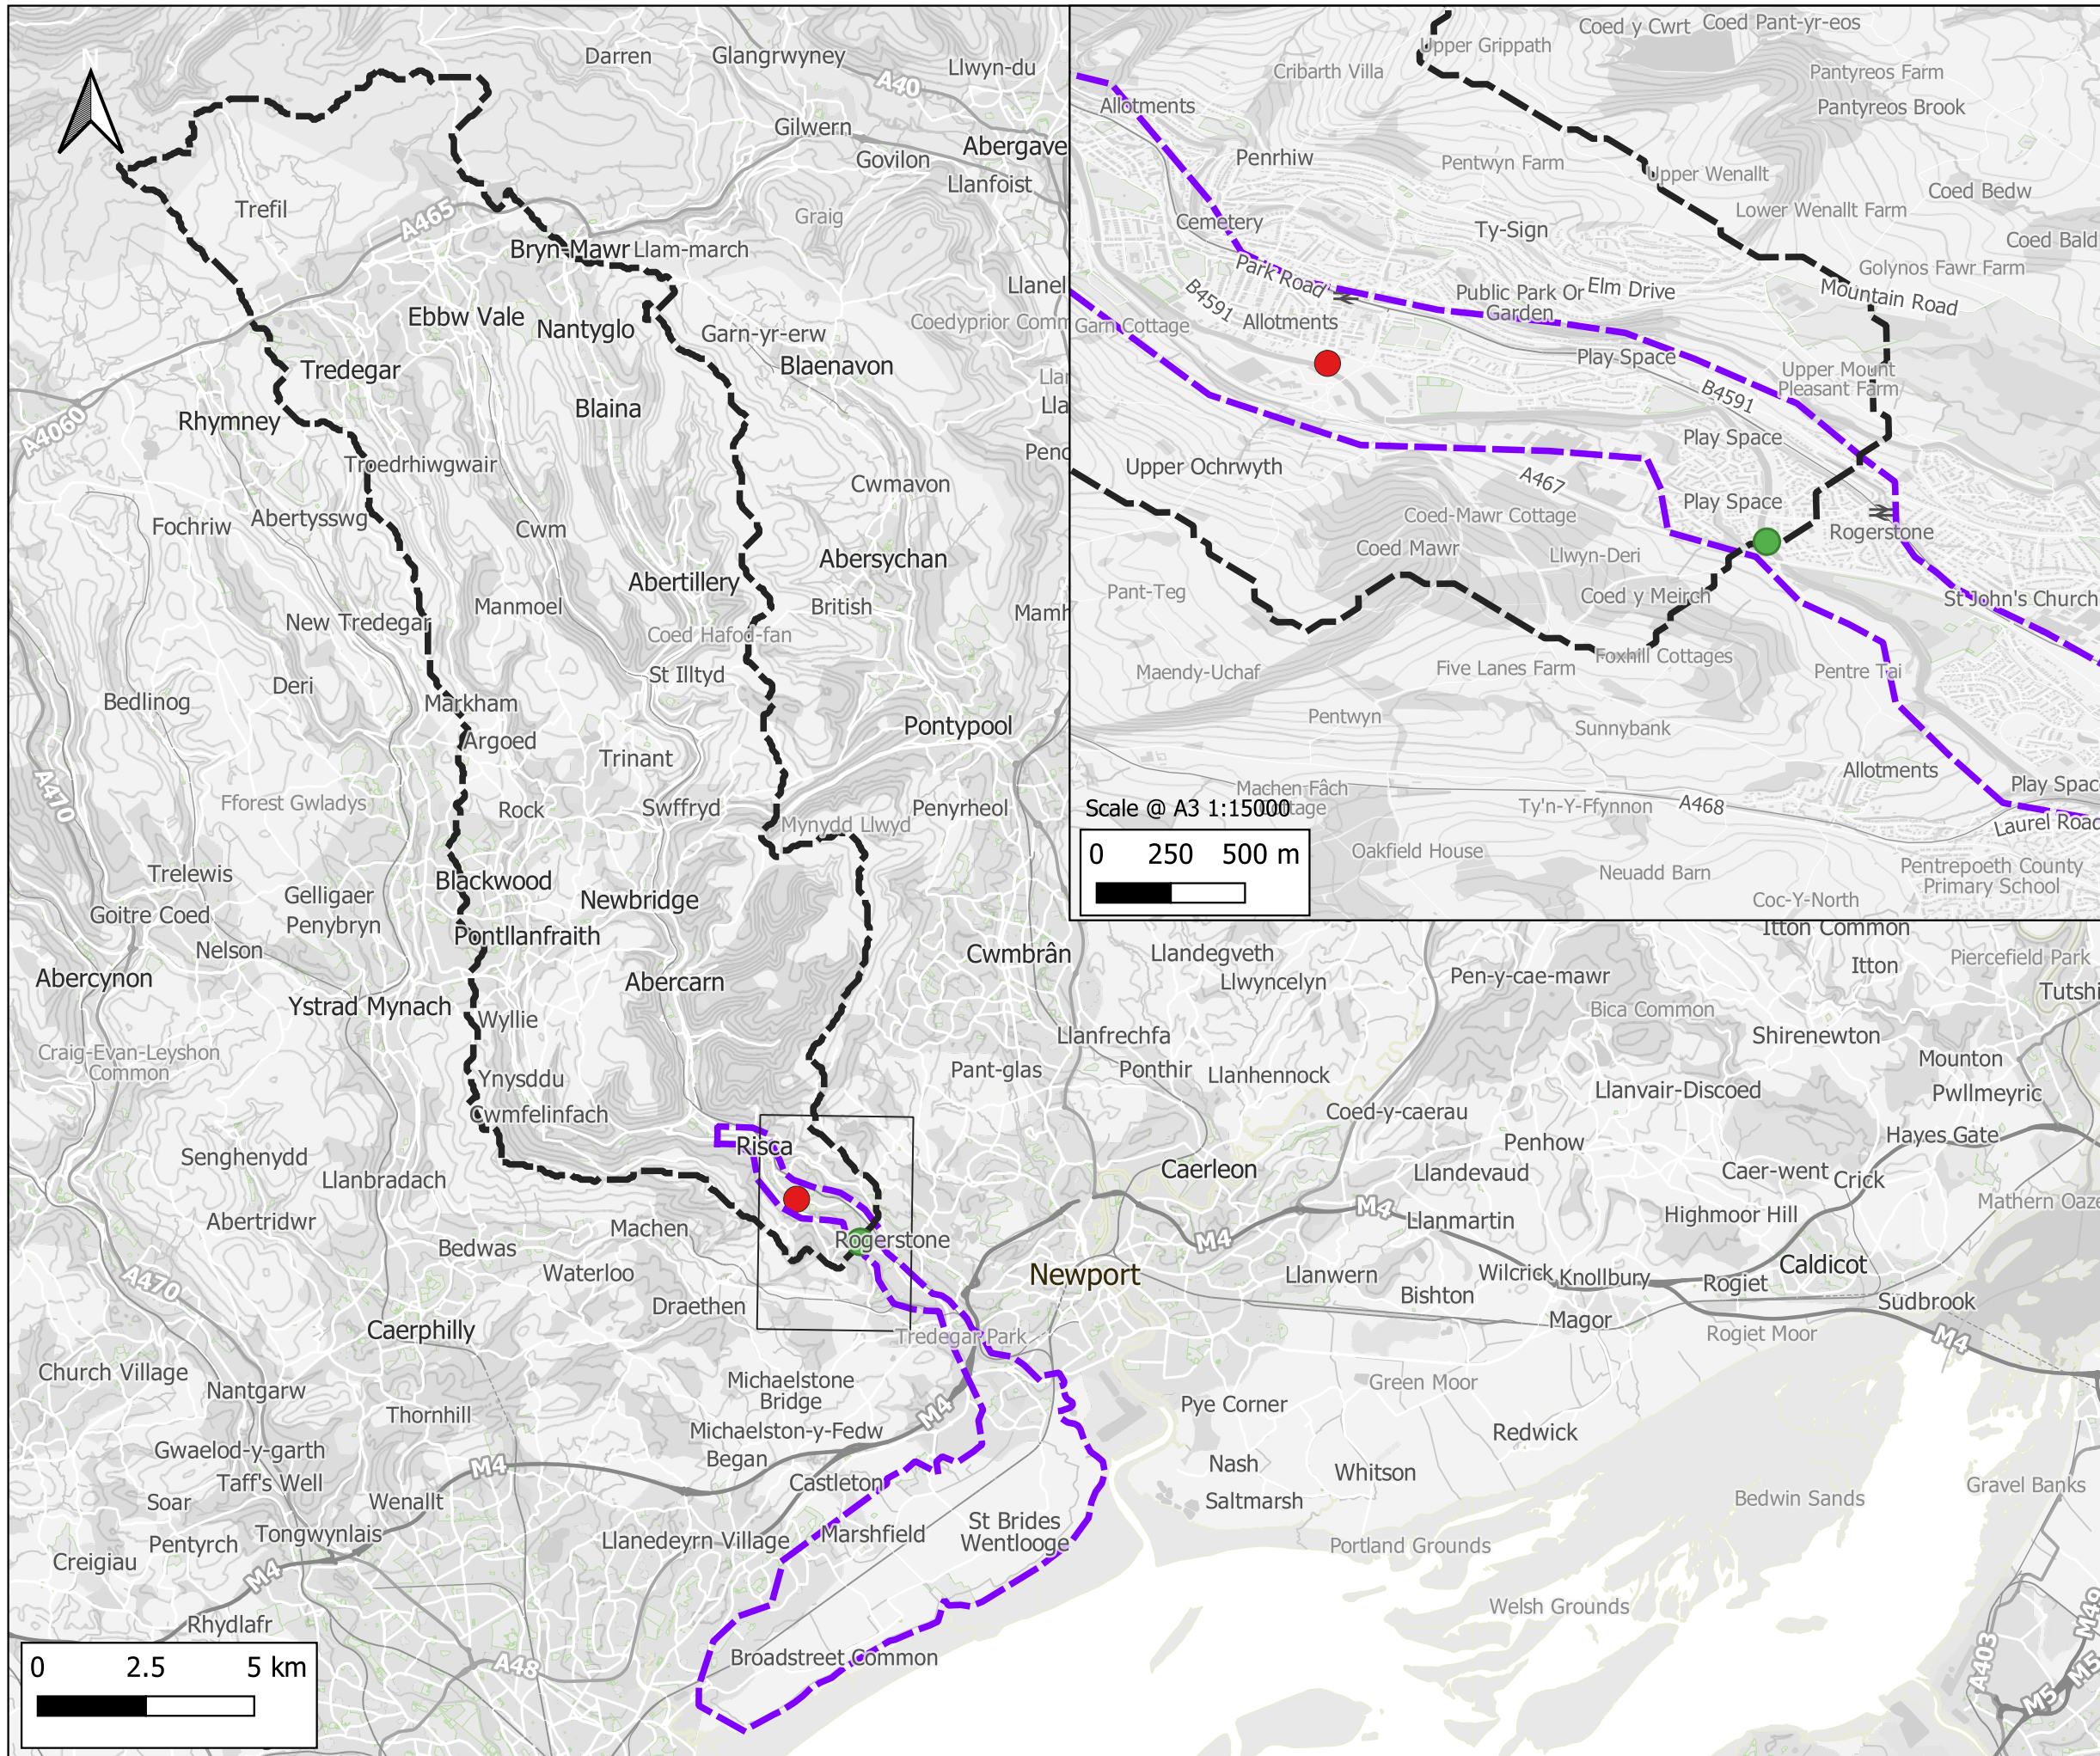 N
Darren
Glangrwyney
A40
Llwyn-du
Gilwern
Govilon
Abergave
Llanfoist
Trefil
A465
Graig
Bryn-Mawr
Llam-march
Llanel
Ebbw Vale
Nantyglo
Garn-yr-erw
Coedyprior Comm
Tredegar
Blaenavon
Llar
A4060
Rhymney
Blaina
Lla
Troedrhiwgwair
Penc
Cwmavon
Fochriw
Abertysswg
Cwm
Abersychan
Abertillery
New Tredegar
Manmoel
British
Mamh
Coed Hafod-fan
Deri
St Illtyd
Bedlinog
Markham
Argoed
Pontypool
Trinant
A470
Fforest Gwladys
Rock
Swffryd
Mynydd Llwyd
Penyrheol
Trelewis
Gelligaer
Blackwood
Newbridge
Goitre Coed
Penybryn
Nelson
Pontllanfraith
Cwmbrân
Abercynon
Abercarn
Ystrad Mynach
Wyllie
Craig-Evan-Leyshon
Common
Ynysddu
Pant-glas
Cwmfelinfach
Risca
Senghenydd
Llanbradach
Abertridwr
Machen
Rogerstone
Bedwas
Waterloo
A470
Draethen
Caerphilly
Tredegar Park
Church Village
Nantgarw
Michaelstone
Bridge
Thornhill
M4
Michaelston-y-Fedw
Gwaelod-y-garth
Began
M4
Taff's Well
Castleton
Soar
Wenallt
Tongwynlais
Pentyrch
Llanedeyrn Village
Marshfield
St Brides
Wentlooge
Creigiau
M4
Rhydlafr
Broadstreet Common
A48
0 2.5 5 km
Upper Grippath
Coed y Cwrt
Coed Pant-yr-eos
Cribarth Villa
Pantyreos Farm
Allotments
Pantyreos Brook
Penrhiw
Pentwyn Farm
Upper Wenallt
Coed Bedw
Cemetery
Ty-Sign
Lower Wenallt Farm
Coed Bald
Park Road
Golynos Fawr Farm
B4591
Public Park Or
Garden
Elm Drive
Mountain Road
Garn Cottage
Allotments
Play Space
Upper Mount
Pleasant Farm
B4591
Play Space
Upper Ochrwyth
A467
Play Space
Coed-Mawr Cottage
Rogerstone
Coed Mawr
Llwyn-Deri
Pant-Teg
Coed y Meirch
St John's Church
Foxhill Cottages
Maendy-Uchaf
Five Lanes Farm
Pentre Tai
Pentwyn
Sunnybank
Allotments
Play Spac
Machen Fâch
ttage
Scale @ A3 1:15000
Ty'n-Y-Ffynnon
A468
Laurel Road
0 250 500 m
Oakfield House
Neuadd Barn
Pentrepoeth County
Primary School
Coc-Y-North
Itton Common
Llandegveth
Llwyncelyn
Pen-y-cae-mawr
Itton
Piercefield Park
Tutshi
Bica Common
Llanfrechfa
Shirenewton
Ponthir
Llanhennock
Mounton
Llanvair-Discoed
Pwllmeyric
Coed-y-caerau
Penhow
Hayes Gate
Caerleon
Llandevaud
Caer-went
Crick
Mathern Oaze
M4
Llanmartin
Highmoor Hill
M4
Newport
Llanwern
Wilcrick
Knollbury
Rogiet
Caldicot
Bishton
Sudbrook
Magor
Rogiet Moor
M4
Green Moor
Pye Corner
Redwick
Nash
Whitson
Gravel Banks
Saltmarsh
Bedwin Sands
Portland Grounds
Welsh Grounds
A403
M49
M5
M5